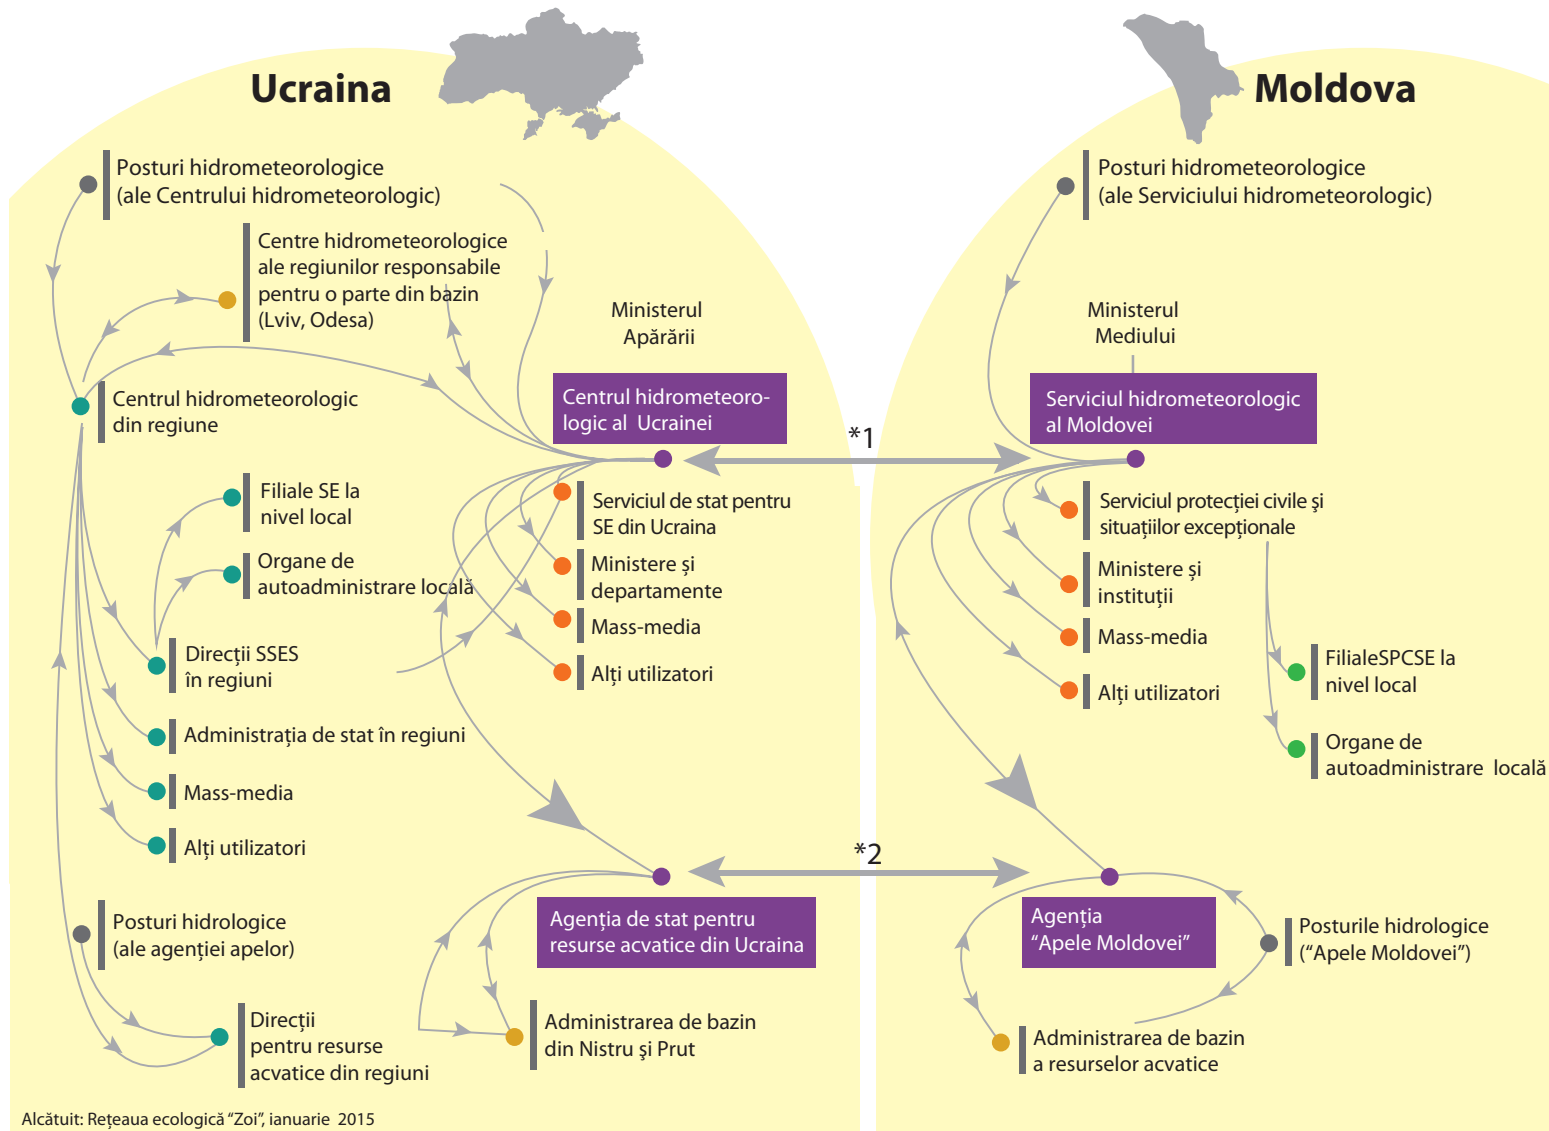 Ucraina
Posturi hidrometeorologice
(ale Centrului hidrometeorologic)
Centre hidrometeorologice
ale regiunilor responsabile
pentru o parte din bazin
(Lviv, Odesa)
Ministerul
Apărării
Centrul hidrometeorologic
din regiune
Centrul hidrometeoro-
logic al Ucrainei
Filiale SE la
nivel local
Organe de
autoadministrare locală
Serviciul de stat pentru
SE din Ucraina
Ministere și
departamente
Mass-media
Alți utilizatori
Direcții SSES
în regiuni
Administrația de stat în regiuni
Mass-media
Alți utilizatori
Posturi hidrologice
(ale agenției apelor)
Agenția de stat pentru
resurse acvatice din Ucraina
Direcții
pentru resurse
acvatice din regiuni
Administrarea de bazin
din Nistru şi Prut
*1
*2
Moldova
Posturi hidrometeorologice
(ale Serviciului hidrometeorologic)
Ministerul
Mediului
Serviciul hidrometeorologic
al Moldovei
Serviciul protecției civile şi
situațiilor excepționale
Ministere și
instituții
Mass-media
Alți utilizatori
FilialeSPCSE la
nivel local
Organe de
autoadministrare locală
Agenția
“Apele Moldovei”
Posturile hidrologice
(“Apele Moldovei”)
Administrarea de bazin
a resurselor acvatice
Alcătuit: Rețeaua ecologică “Zoi”, ianuarie 2015